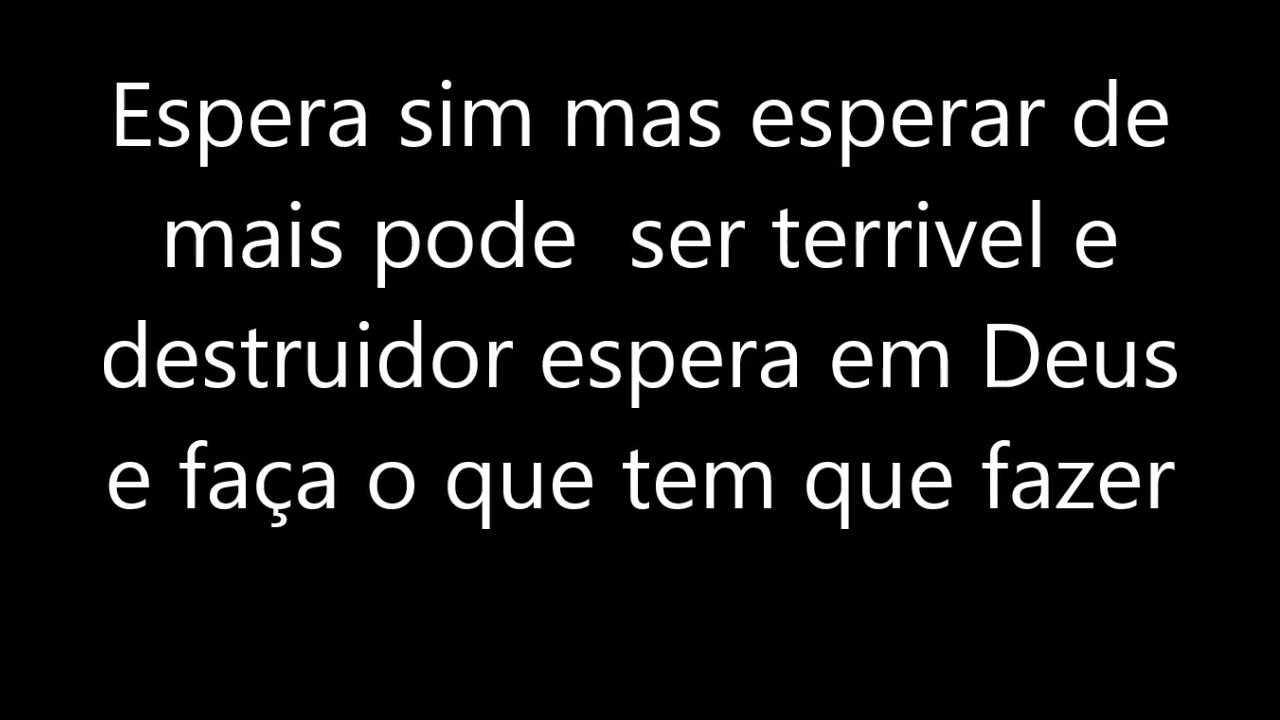 Espera sim mas esperar de
mais pode  ser terrivel e
destruidor espera em Deus
e faça o que tem que fazer